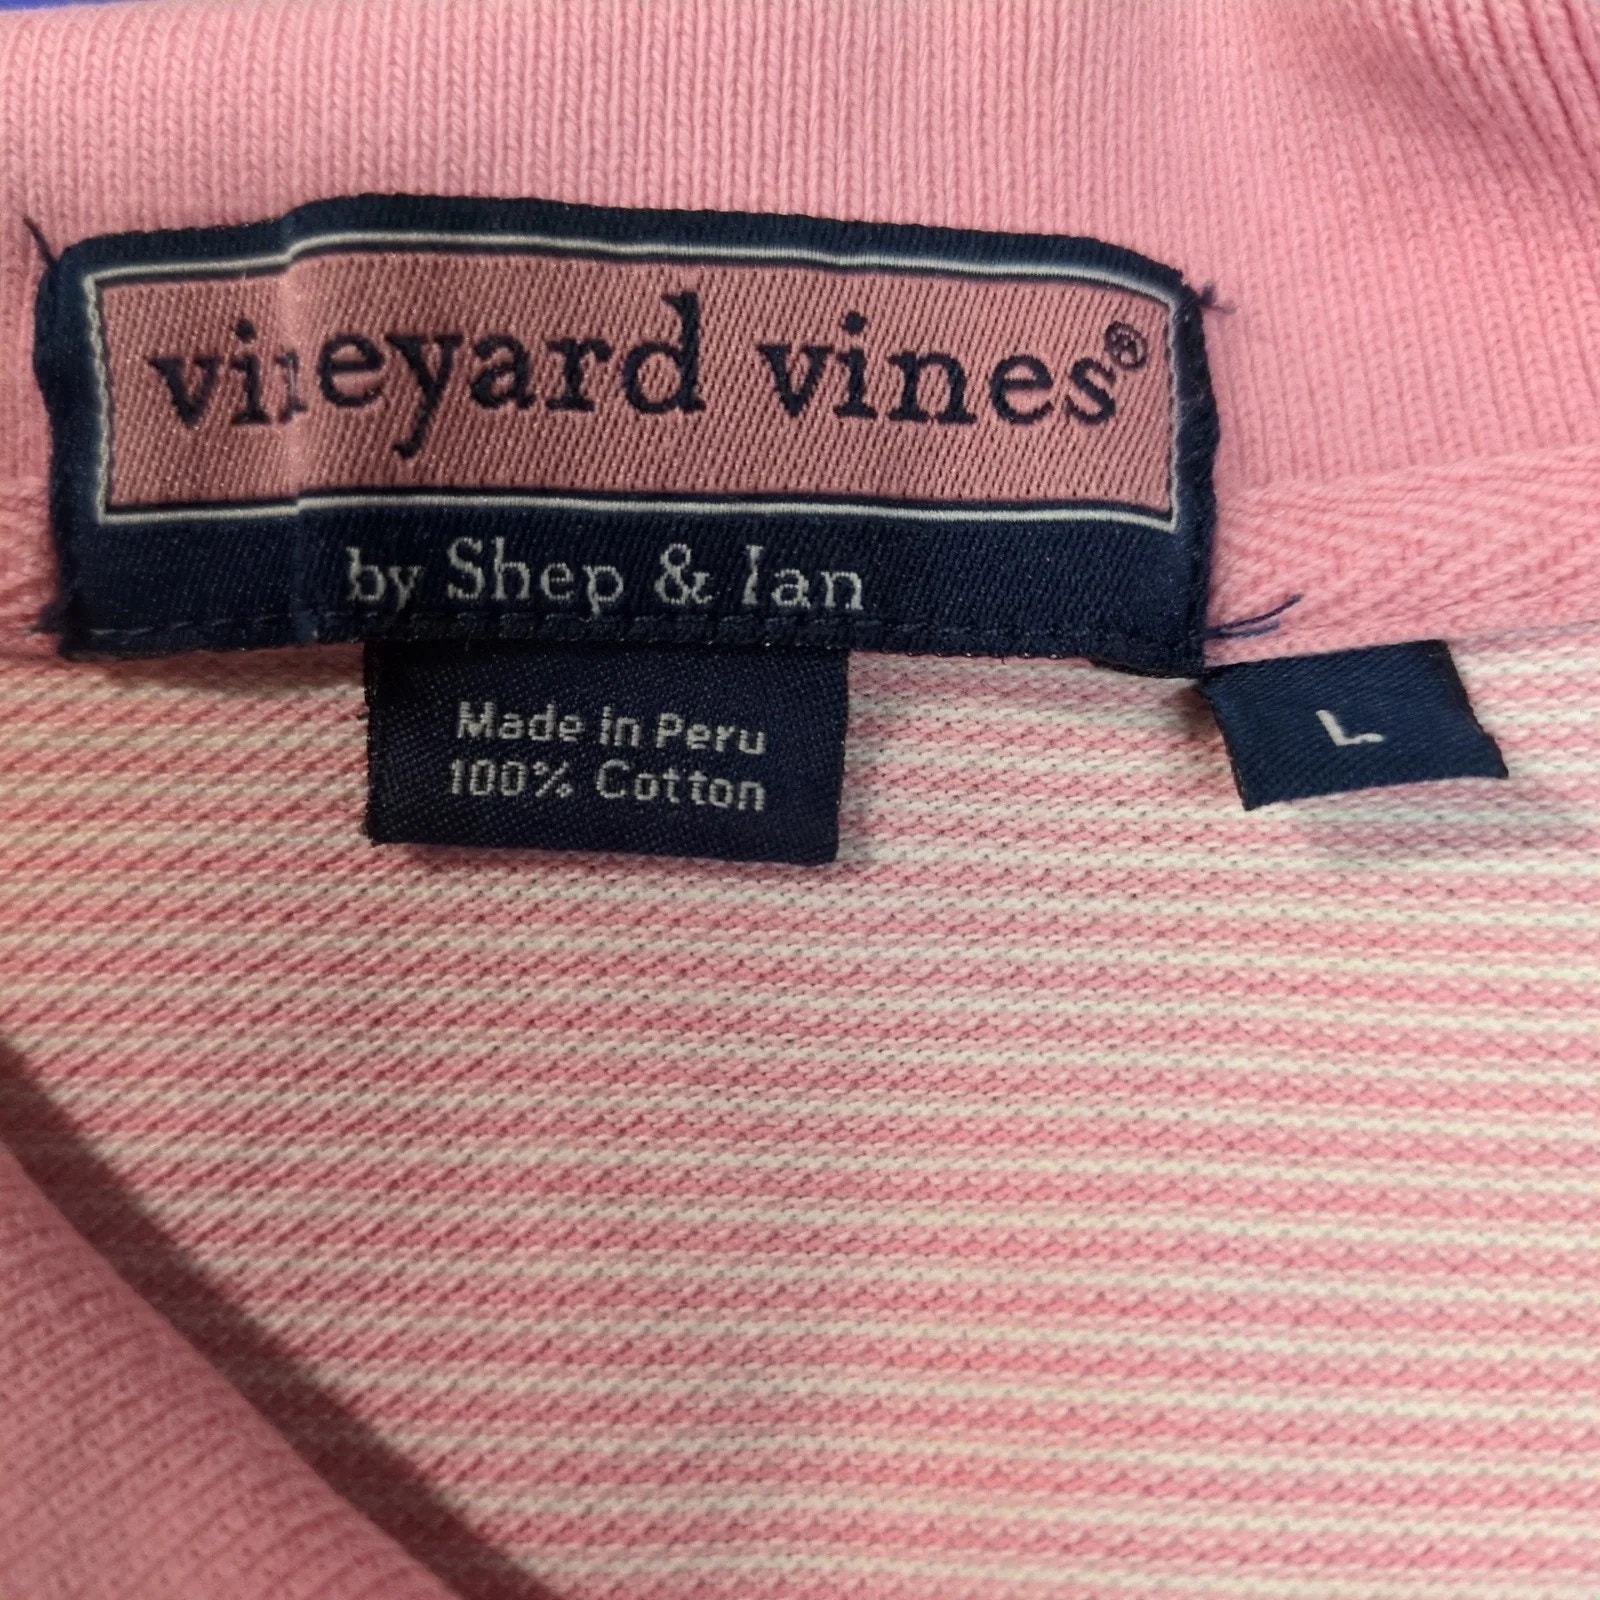 vineyard vines®
by Shep & Ian
Made in Peru
100% Cotton
L